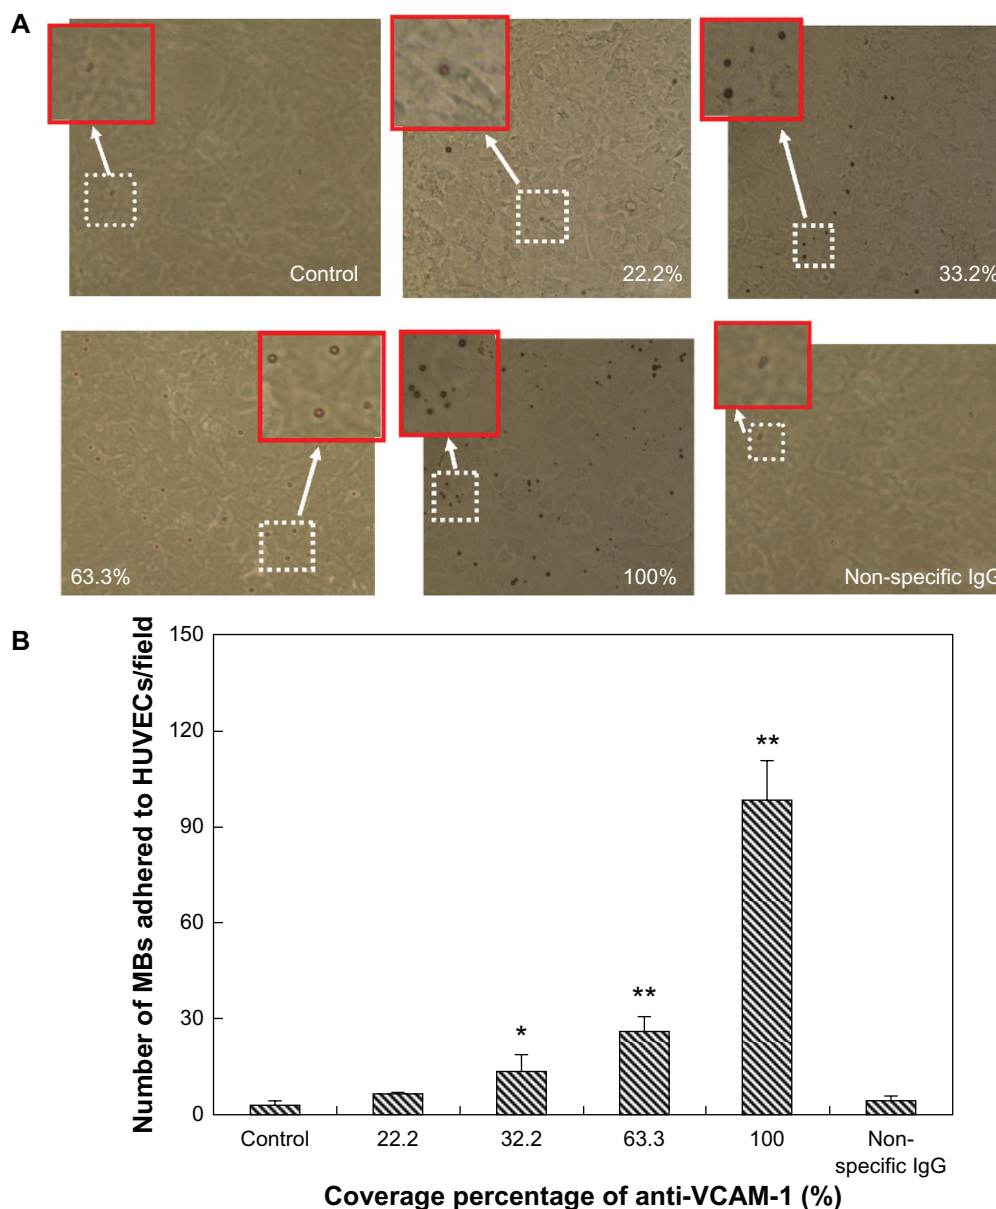 A
Control
22.2%
33.2%
63.3%
100%
Non-specific IgG
B
Number of MBs adhered to HUVECs/field
150
120
90
60
30
0
*
**
**
Control
22.2
32.2
63.3
100
Non-
specific IgG
Coverage percentage of anti-VCAM-1 (%)